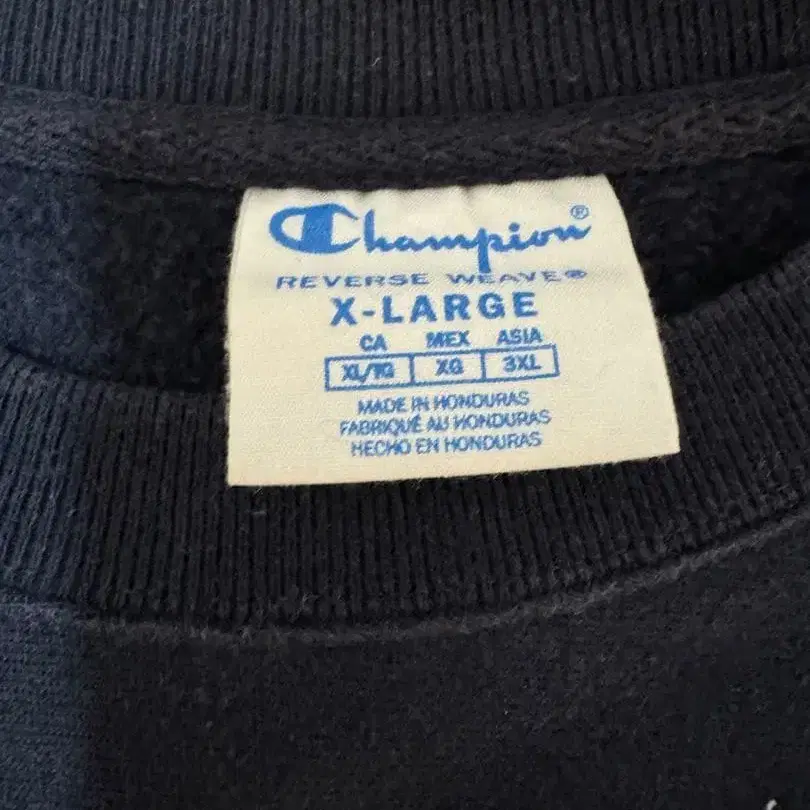 Champion®
REVERSE WEAVE®
X-LARGE
CA MEX ASIA
XL/TG XG 3XL
MADE IN HONDURAS
FABRIQUÉ AU HONDURAS
HECHO EN HONDURAS